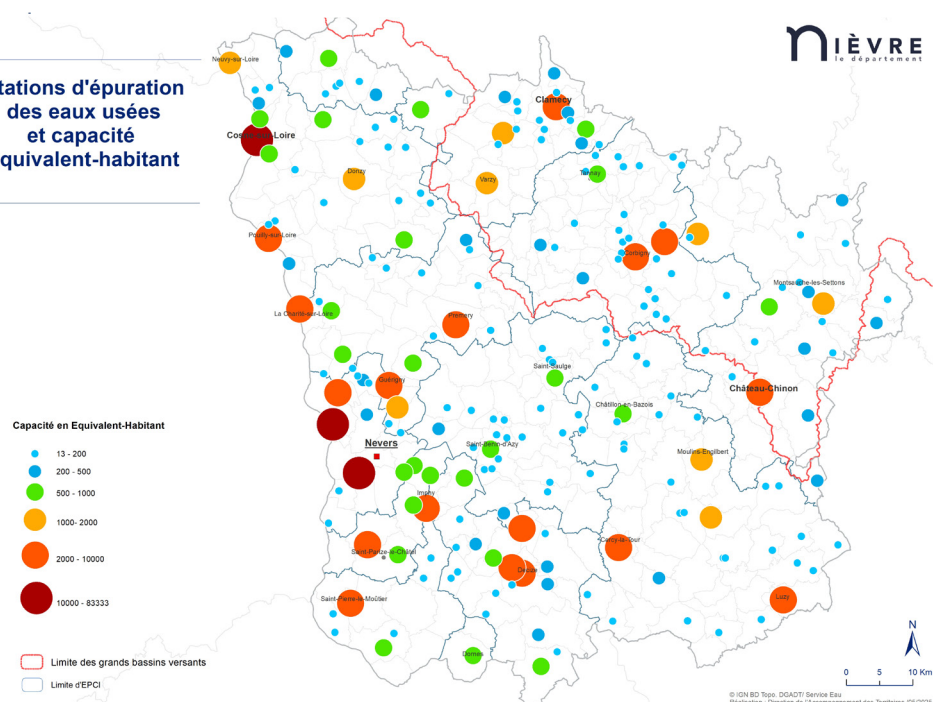 NIÈVRE
le département
tations d'épuration
des eaux usées
et capacité
quivalent-habitant
Neuvy-sur-Loire
Clamecy
Donzy
Varzy
Tannay
Pouilly-sur-Loire
Corbigny
Montsauche-les-Settons
La Charité-sur-Loire
Prémery
Saint-Saulge
Guérigny
Château-Chinon
Châtillon-en-Bazois
Capacité en Equivalent-Habitant
Nevers
Saint-Benin-d'Azy
Moulins-Engilbert
13 - 200
200 - 500
500 - 1000
1000- 2000
2000 - 10000
10000 - 83333
Imphy
Cercy-la-Tour
Saint-Parize-le-Châtel
Decize
Saint-Pierre-le-Moûtier
Luzy
Dornes
Limite des grands bassins versants
Limite d'EPCI
N
0 5 10 Km
© IGN BD Topo. DGADT/ Service Eau